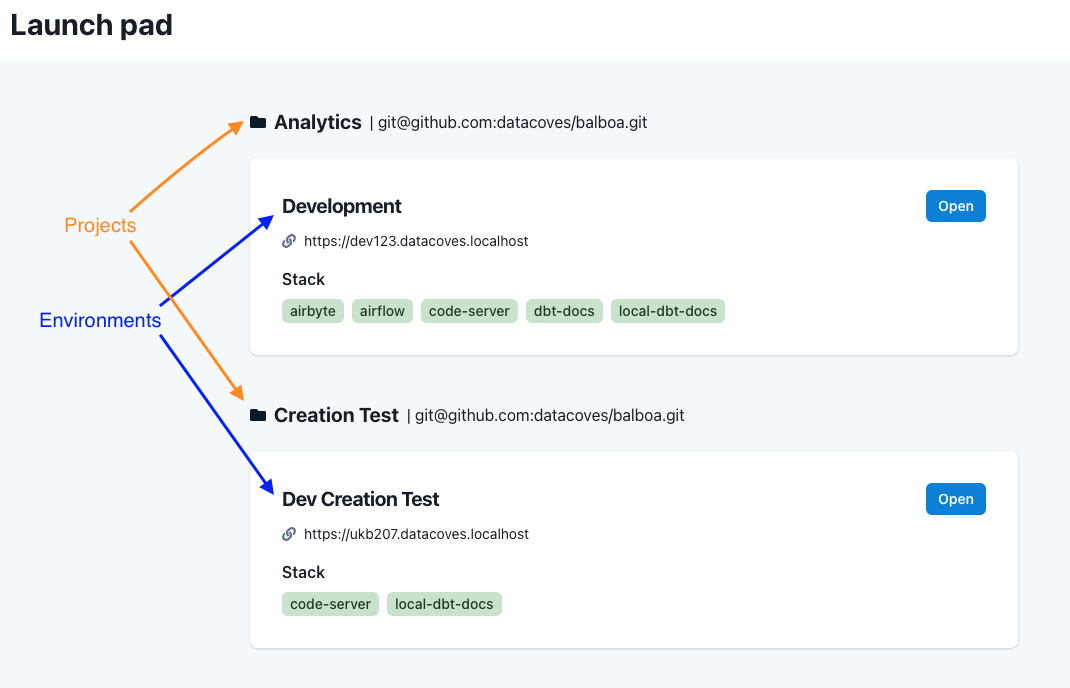 Launch pad
Analytics | git@github.com:datacoves/balboa.git
Development
Open
Projects
https://dev123.datacoves.localhost
Stack
airbyte airflow code-server dbt-docs local-dbt-docs
Environments
Creation Test | git@github.com:datacoves/balboa.git
Dev Creation Test
Open
https://ukb207.datacoves.localhost
Stack
code-server local-dbt-docs